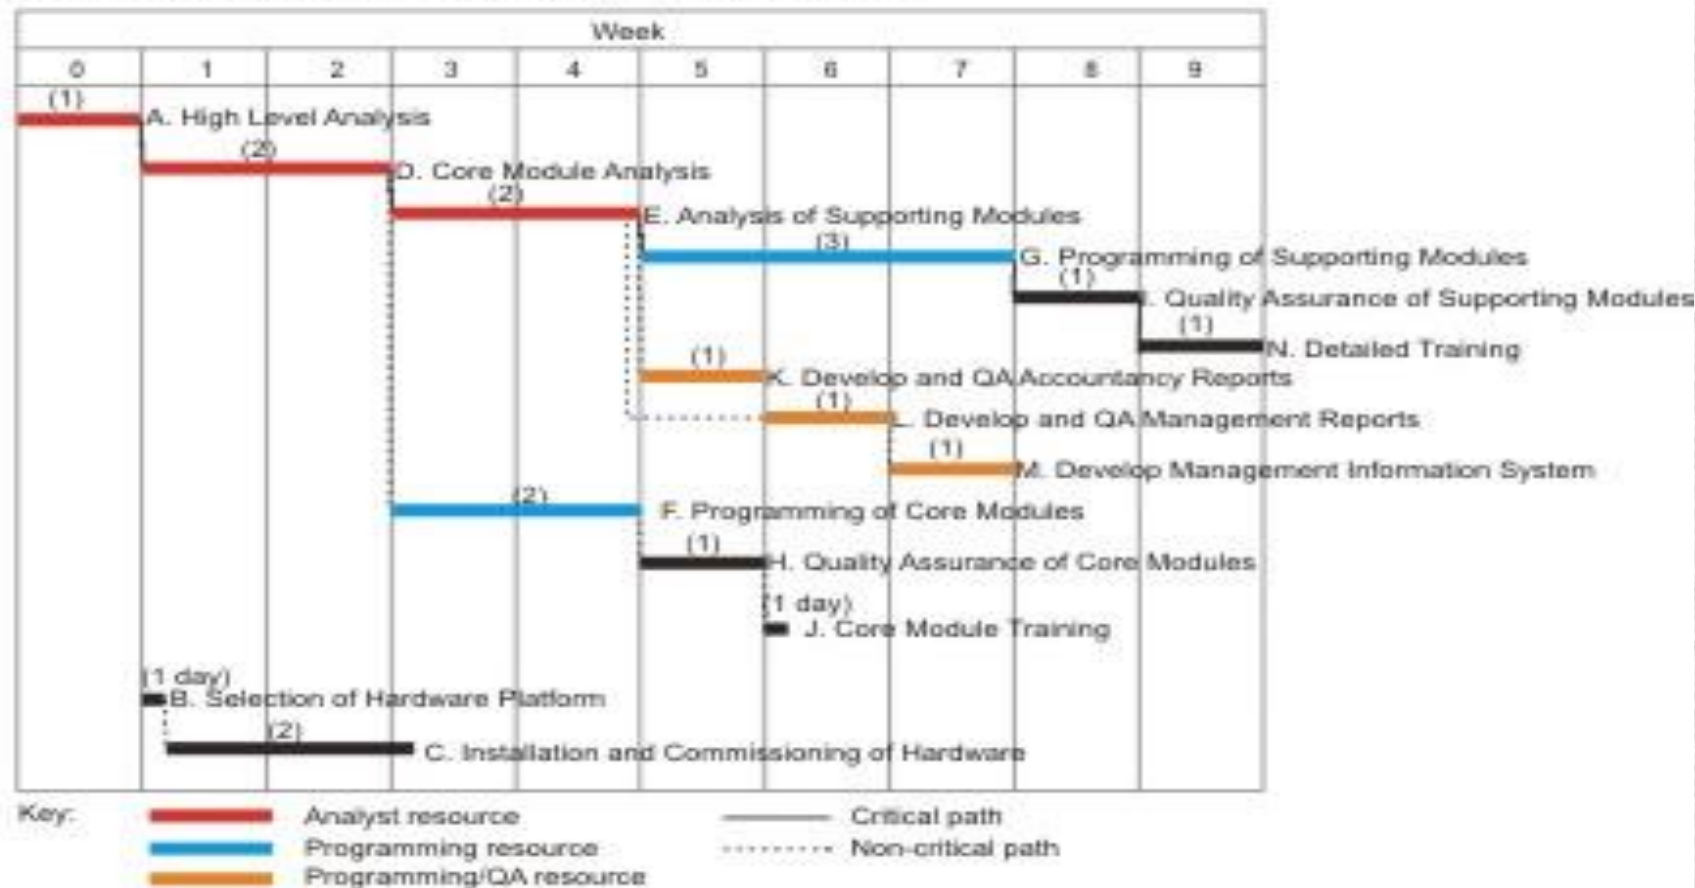 Week
0 1 2 3 4 5 6 7 8 9
(1)
A. High Level Analysis
(2)
D. Core Module Analysis
(2)
E. Analysis of Supporting Modules
(3)
G. Programming of Supporting Modules
(1)
I. Quality Assurance of Supporting Modules
(1)
N. Detailed Training
(1)
K. Develop and QA Accountancy Reports
(1)
L. Develop and QA Management Reports
(1)
M. Develop Management Information System
(2)
F. Programming of Core Modules
(1)
H. Quality Assurance of Core Modules
(1 day)
J. Core Module Training
(1 day)
B. Selection of Hardware Platform
(2)
C. Installation and Commissioning of Hardware
Key:
Analyst resource
Critical path
Programming resource
Non-critical path
Programming/QA resource